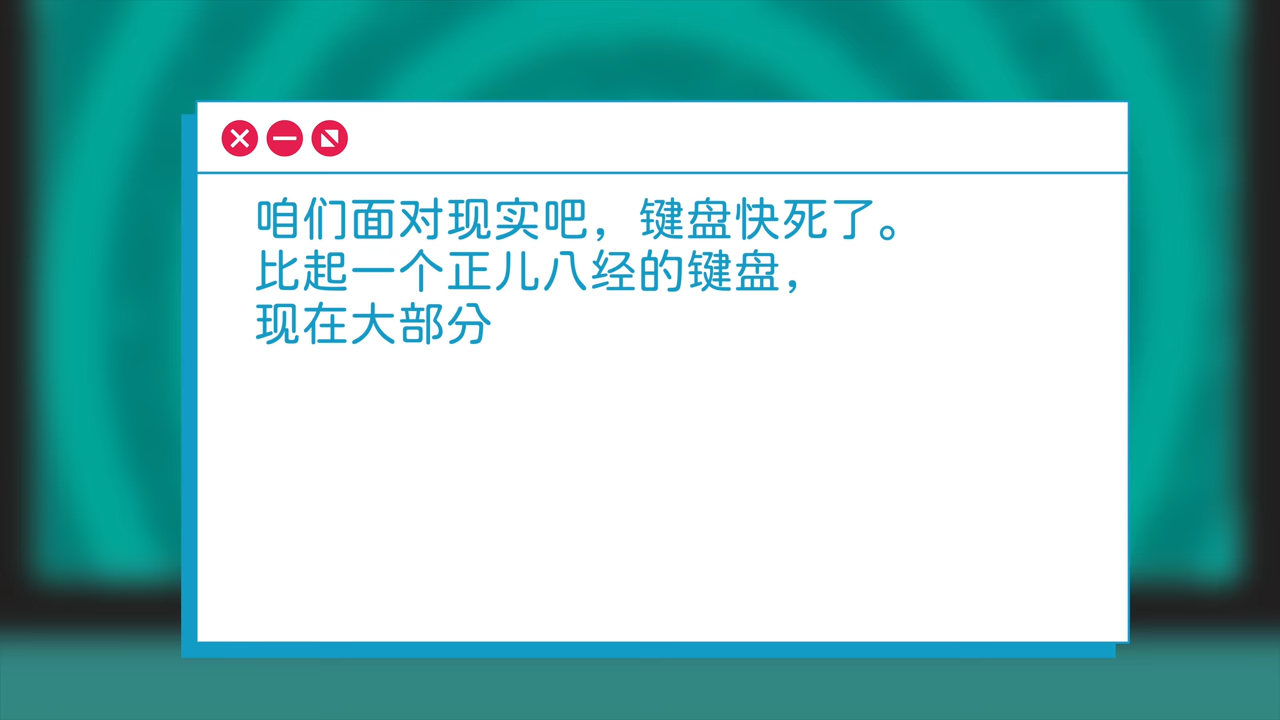 咱们面对现实吧，键盘快死了。
比起一个正儿八经的键盘，
现在大部分